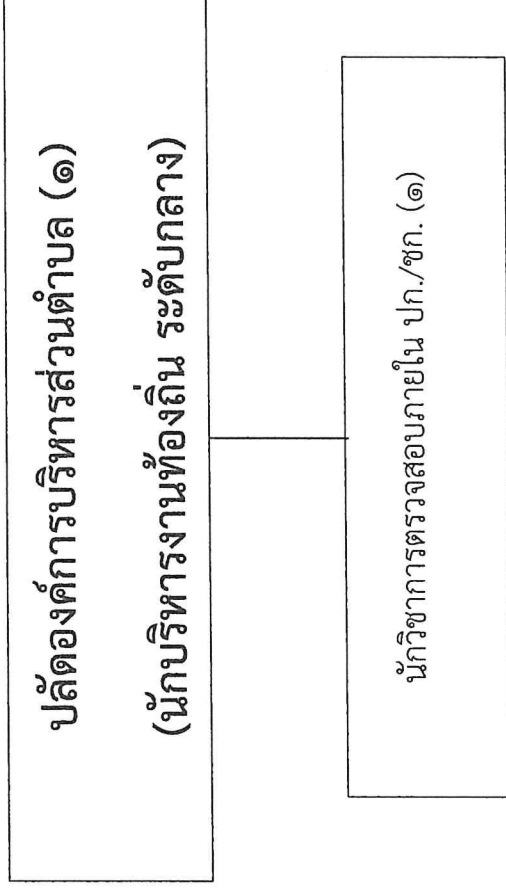 ปลัดองค์การบริหารส่วนตำบล (๑)
(นักบริหารงานท้องถิ่น ระดับกลาง)
นักวิชาการตรวจสอบภายใน ปก./ชก. (๑)